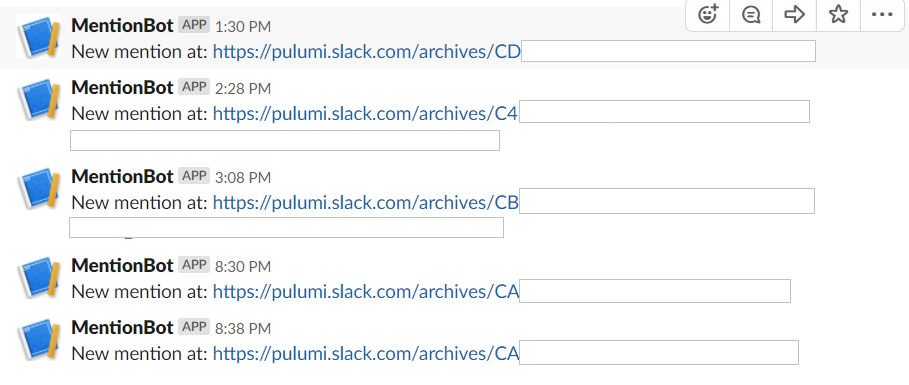 MentionBot APP 1:30 PM
New mention at: https://pulumi.slack.com/archives/CD
MentionBot APP 2:28 PM
New mention at: https://pulumi.slack.com/archives/C4
MentionBot APP 3:08 PM
New mention at: https://pulumi.slack.com/archives/CB
MentionBot APP 8:30 PM
New mention at: https://pulumi.slack.com/archives/CA
MentionBot APP 8:38 PM
New mention at: https://pulumi.slack.com/archives/CA